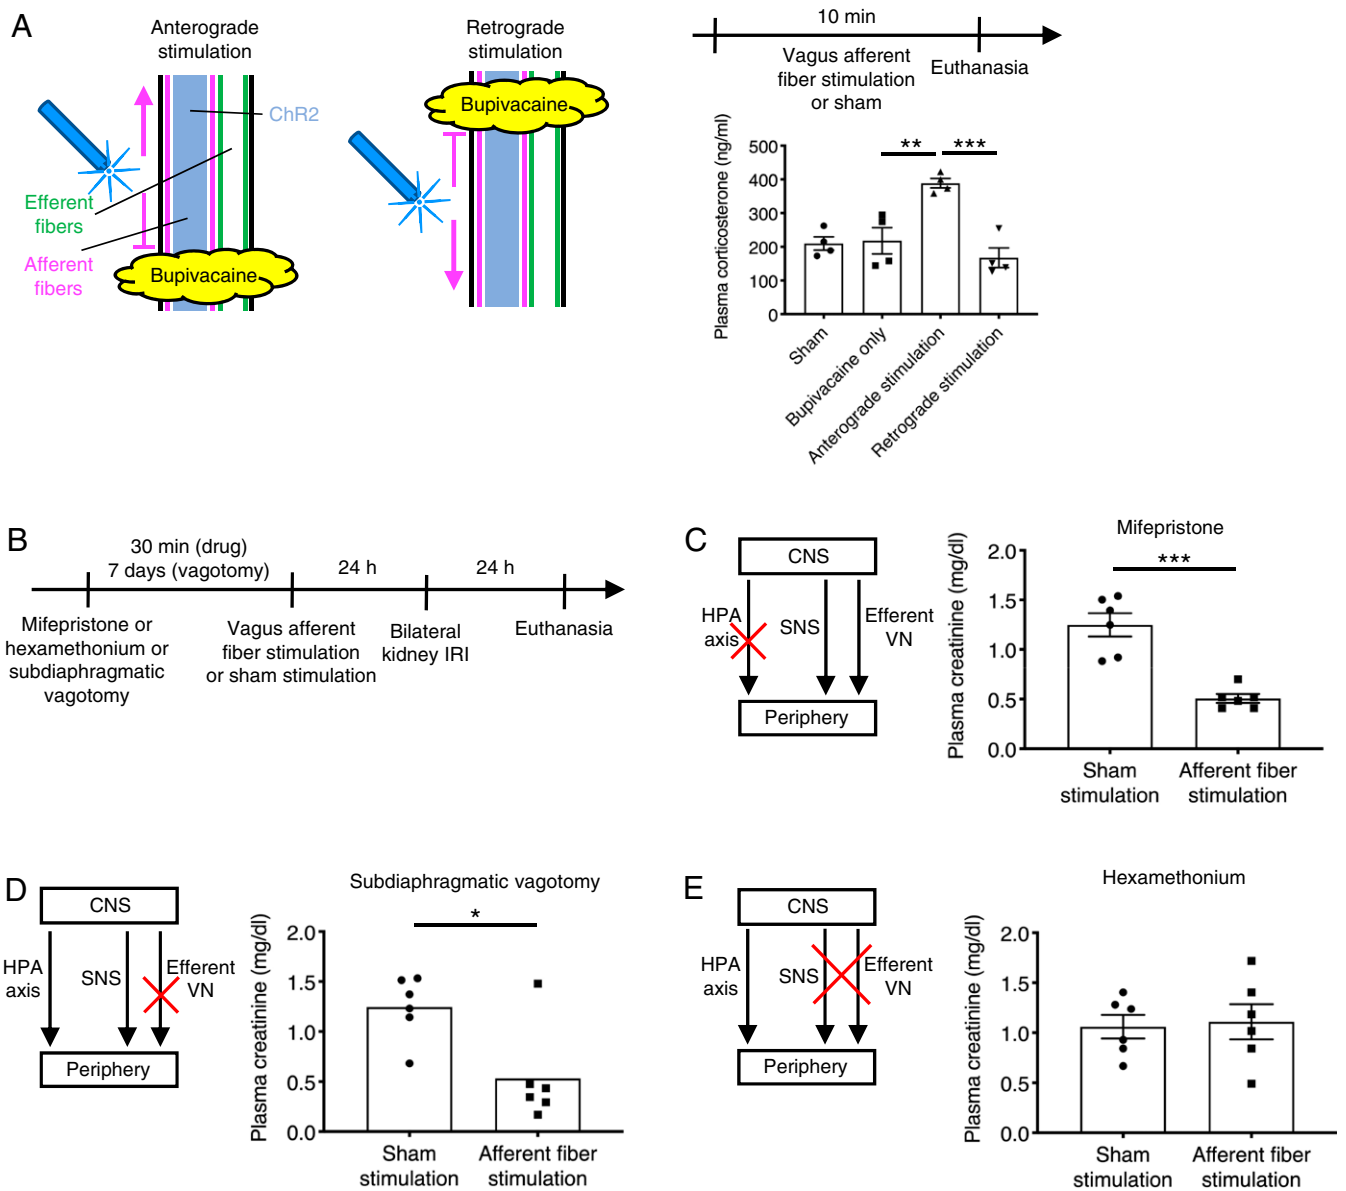 A
Anterograde
stimulation
Retrograde
stimulation
ChR2
Efferent
fibers
Afferent
fibers
Bupivacaine
Bupivacaine
10 min
Vagus afferent
fiber stimulation
or sham
Euthanasia
Plasma corticosterone (ng/ml)
500
400
300
200
100
0
** ***
Sham
Bupivacaine only
Anterograde stimulation
Retrograde stimulation
B
30 min (drug)
7 days (vagotomy)
24 h
24 h
Mifepristone or
hexamethonium or
subdiaphragmatic
vagotomy
Vagus afferent
fiber stimulation
or sham stimulation
Bilateral
kidney IRI
Euthanasia
C
CNS
HPA
axis
SNS
Efferent
VN
Periphery
Mifepristone
***
Plasma creatinine (mg/dl)
2.0
1.5
1.0
0.5
0.0
Sham
stimulation
Afferent fiber
stimulation
D
CNS
HPA
axis
SNS
Efferent
VN
Periphery
Subdiaphragmatic vagotomy
*
Plasma creatinine (mg/dl)
2.0
1.5
1.0
0.5
0.0
Sham
stimulation
Afferent fiber
stimulation
E
CNS
HPA
axis
SNS
Efferent
VN
Periphery
Hexamethonium
Plasma creatinine (mg/dl)
2.0
1.5
1.0
0.5
0.0
Sham
stimulation
Afferent fiber
stimulation